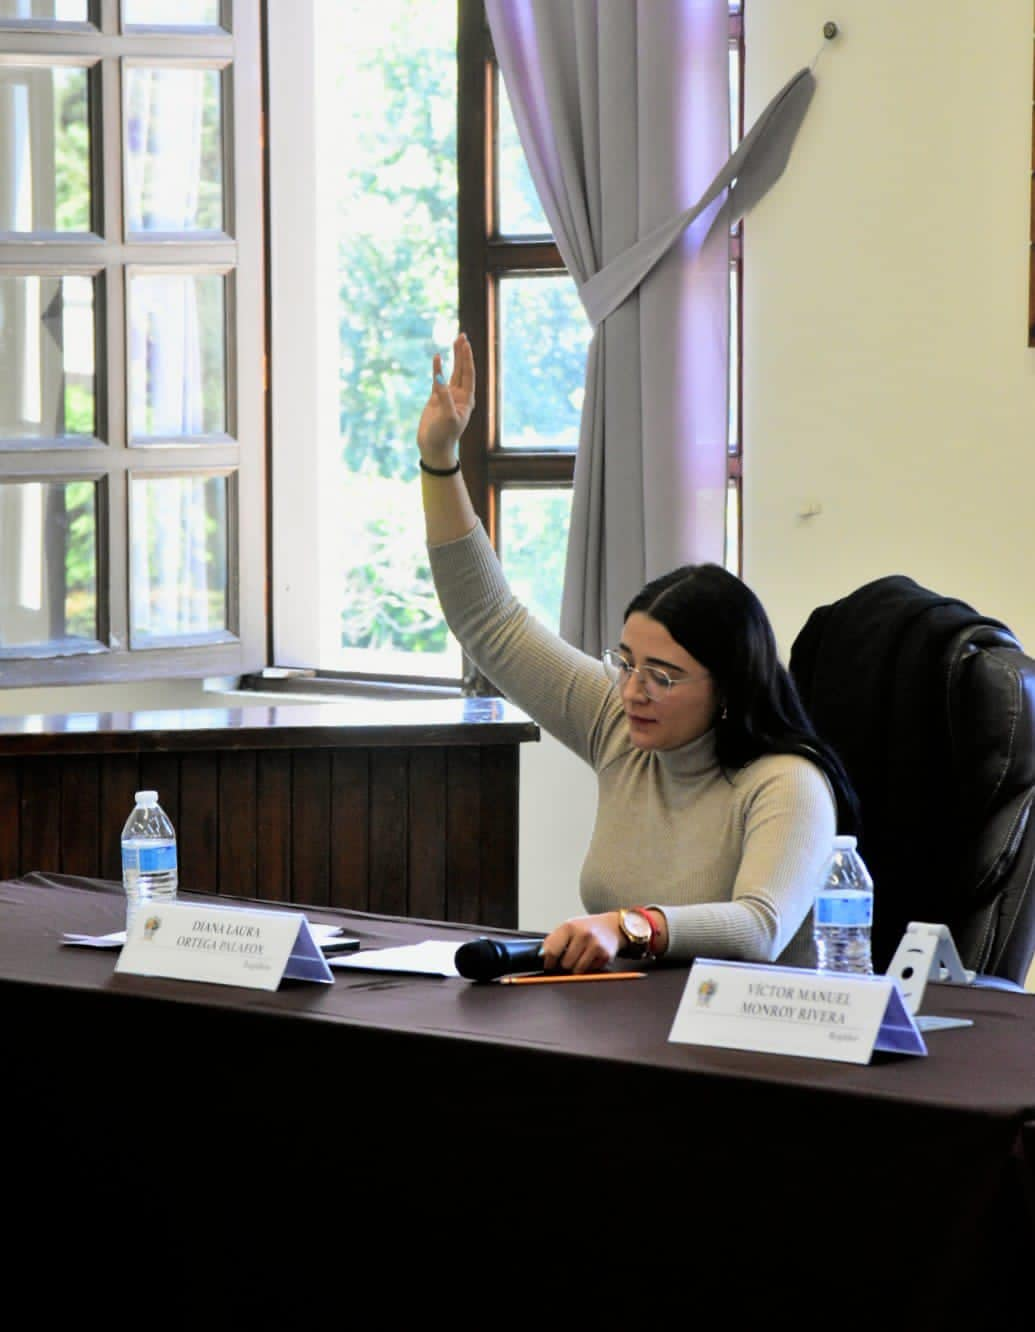 DIANA LAURA
ORTEGA PALAFOX
Regidora
VICTOR MANUEL
MONROY RIVERA
Regidor